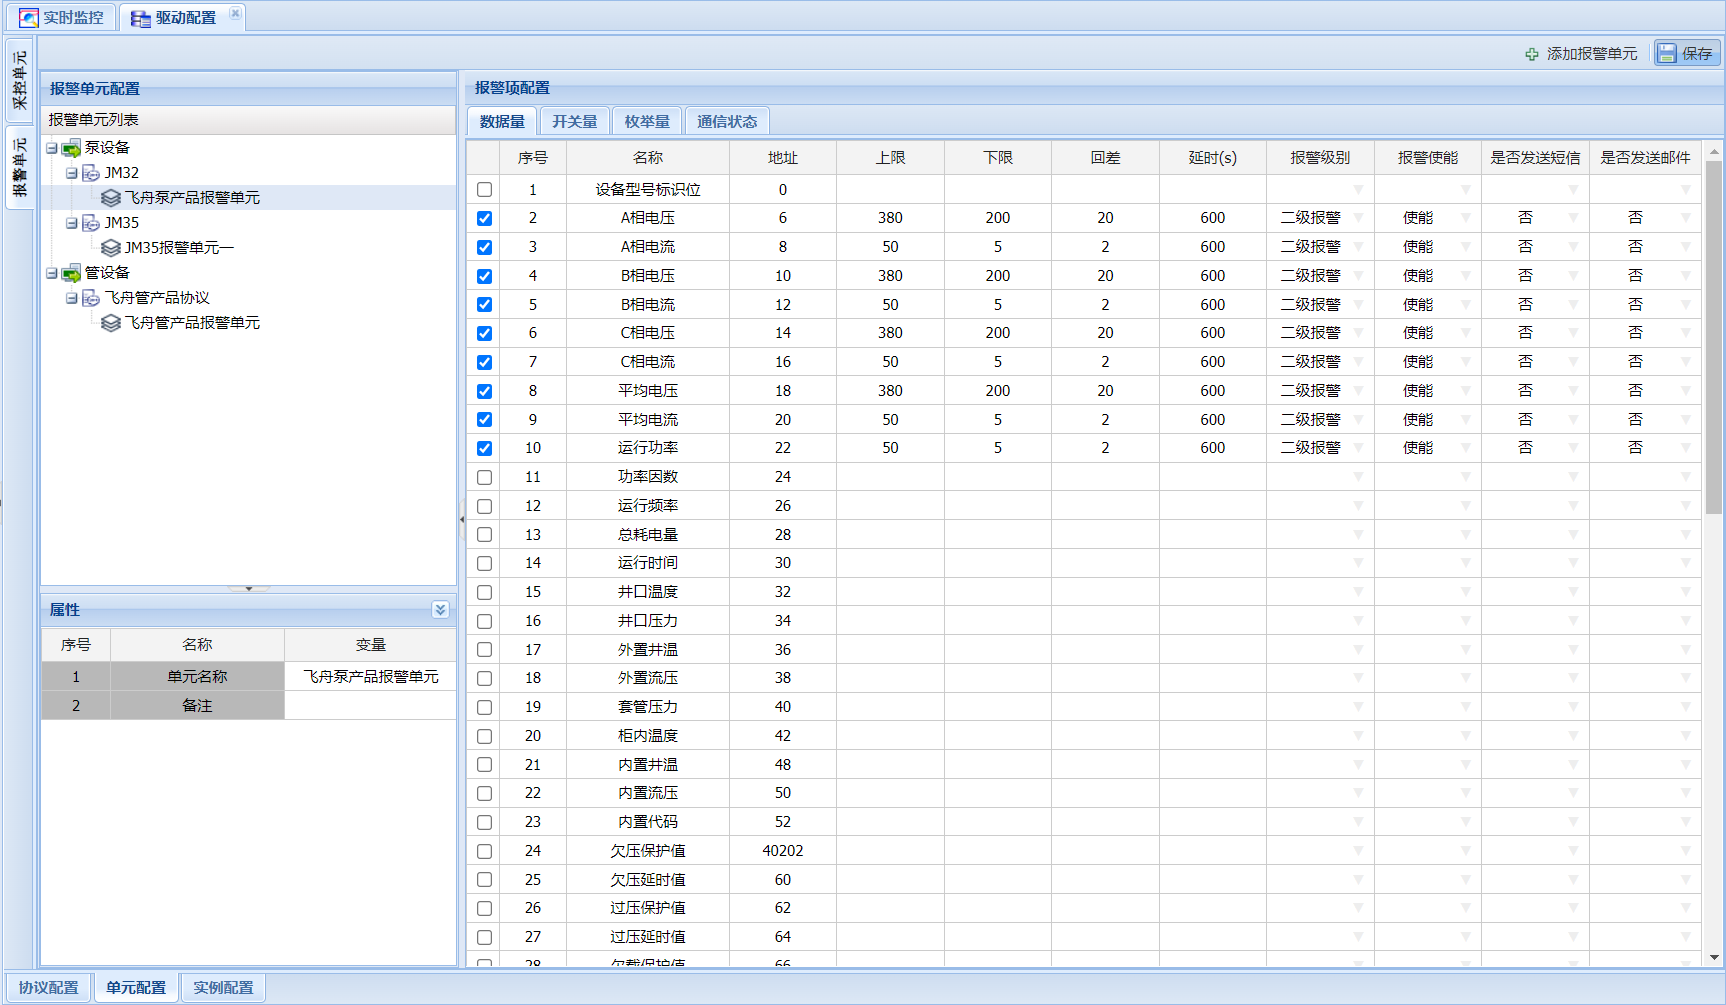 实时监控 驱动配置
采控单元
报警单元
添加报警单元 保存
报警单元配置
报警单元列表
泵设备
JM32
飞舟泵产品报警单元
JM35
JM35报警单元一
管设备
飞舟管产品协议
飞舟管产品报警单元
属性
序号 名称 变量
1 单元名称 飞舟泵产品报警单元
2 备注
报警项配置
数据量 开关量 枚举量 通信状态
序号 名称 地址 上限 下限 回差 延时(s) 报警级别 报警使能 是否发送短信 是否发送邮件
1 设备型号标识位 0
2 A相电压 6 380 200 20 600 二级报警 使能 否 否
3 A相电流 8 50 5 2 600 二级报警 使能 否 否
4 B相电压 10 380 200 20 600 二级报警 使能 否 否
5 B相电流 12 50 5 2 600 二级报警 使能 否 否
6 C相电压 14 380 200 20 600 二级报警 使能 否 否
7 C相电流 16 50 5 2 600 二级报警 使能 否 否
8 平均电压 18 380 200 20 600 二级报警 使能 否 否
9 平均电流 20 50 5 2 600 二级报警 使能 否 否
10 运行功率 22 50 5 2 600 二级报警 使能 否 否
11 功率因数 24
12 运行频率 26
13 总耗电量 28
14 运行时间 30
15 井口温度 32
16 井口压力 34
17 外置井温 36
18 外置流压 38
19 套管压力 40
20 柜内温度 42
21 内置井温 48
22 内置流压 50
23 内置代码 52
24 欠压保护值 40202
25 欠压延时值 60
26 过压保护值 62
27 过压延时值 64
28 欠载保护值 66
协议配置 单元配置 实例配置